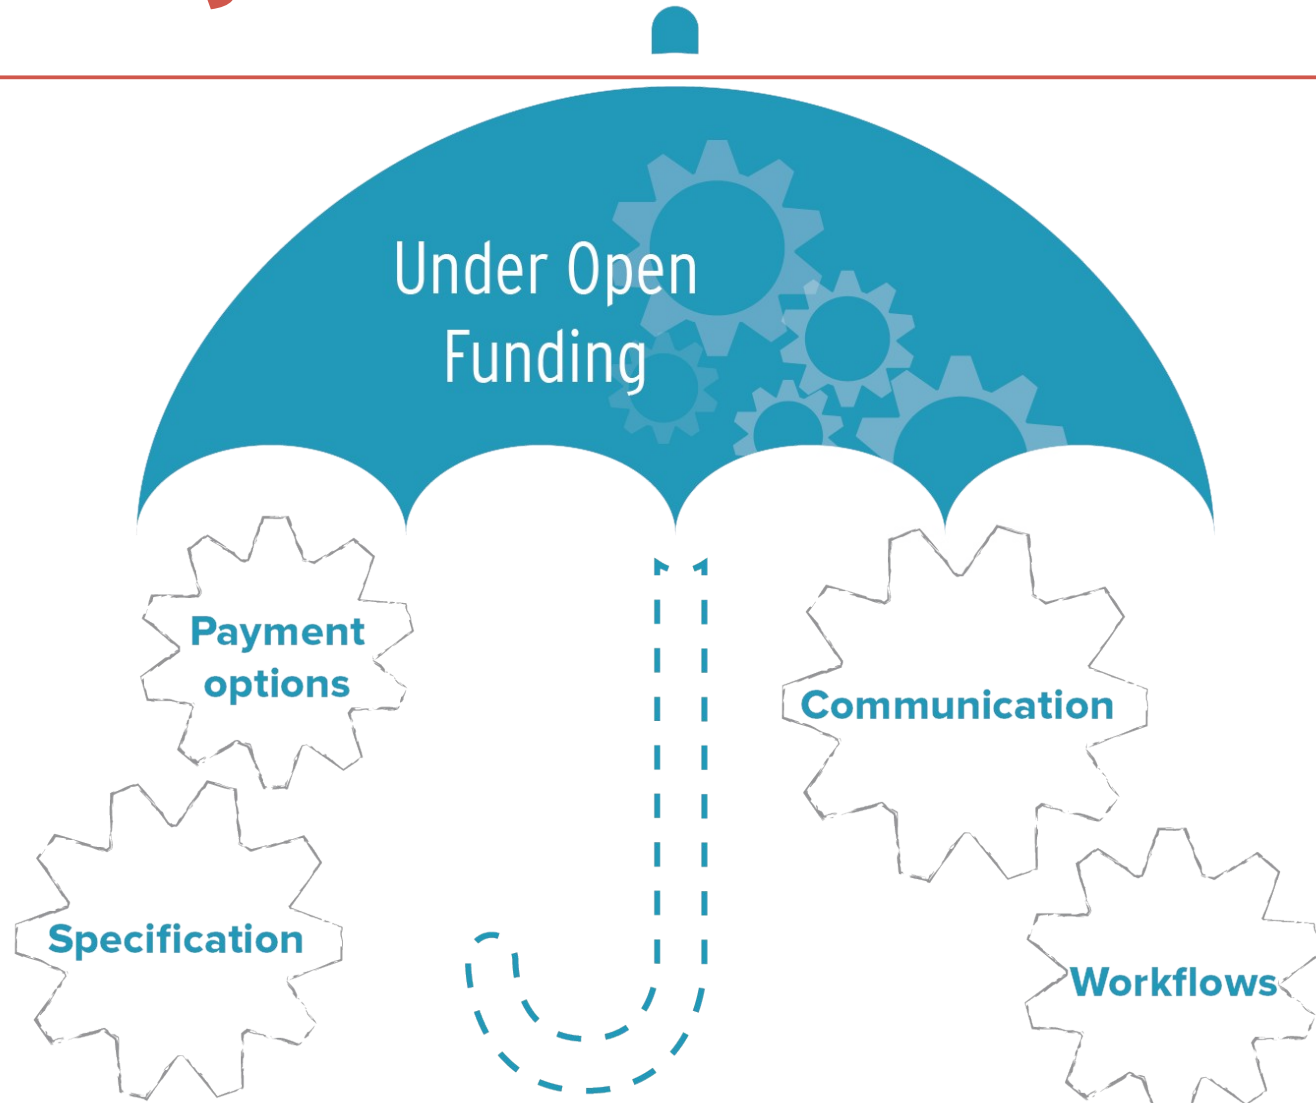 Under Open
Funding
Payment
options
Communication
Specification
Workflows